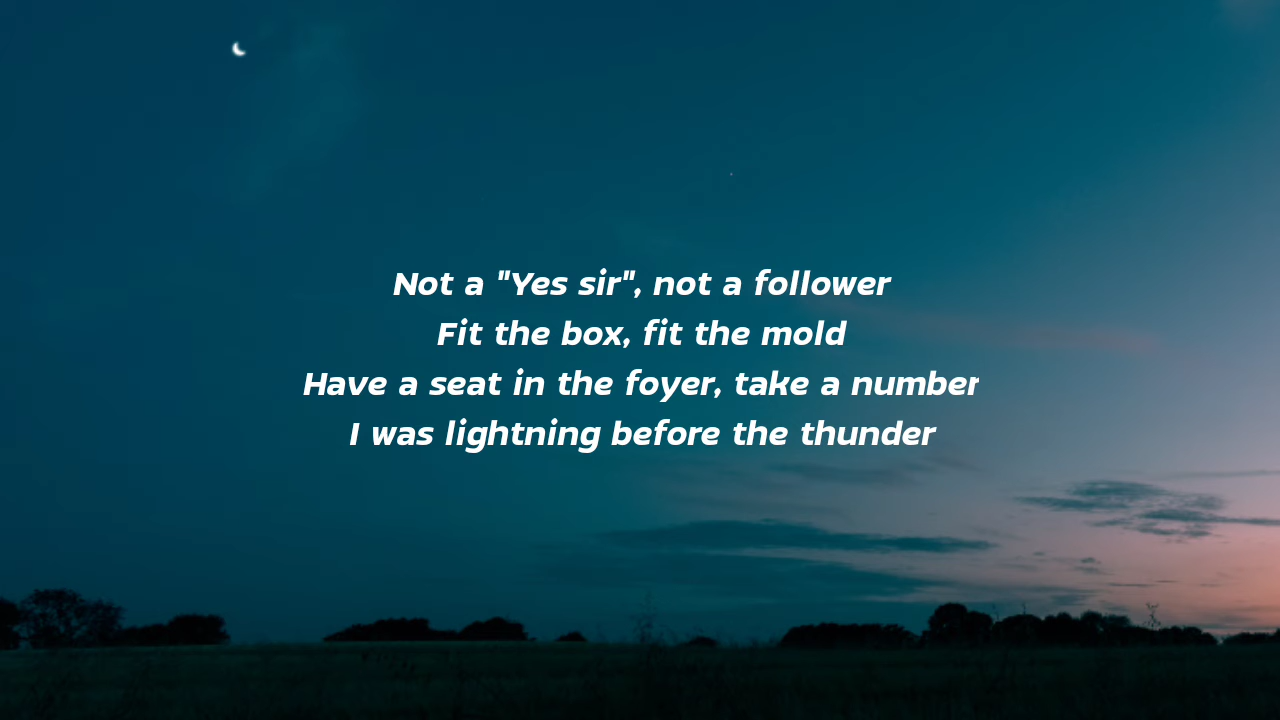 Not a "Yes sir", not a follower
Fit the box, fit the mold
Have a seat in the foyer, take a number
I was lightning before the thunder